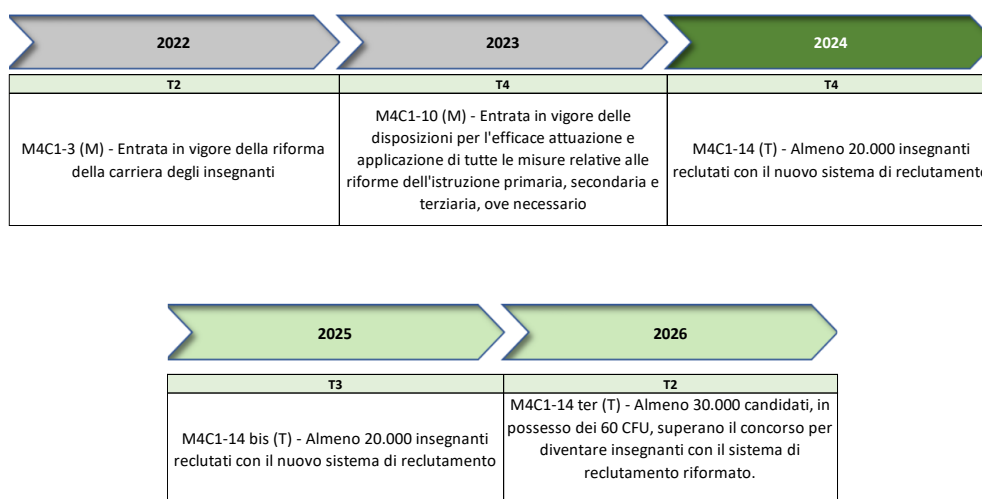 2022
2023
2024
T2
T4
T4
M4C1-3 (M) - Entrata in vigore della riforma
della carriera degli insegnanti
M4C1-10 (M) - Entrata in vigore delle
disposizioni per l'efficace attuazione e
applicazione di tutte le misure relative alle
riforme dell'istruzione primaria, secondaria e
terziaria, ove necessario
M4C1-14 (T) - Almeno 20.000 insegnanti
reclutati con il nuovo sistema di reclutament
2025
2026
T3
T2
M4C1-14 bis (T) - Almeno 20.000 insegnanti
reclutati con il nuovo sistema di reclutamento
M4C1-14 ter (T) - Almeno 30.000 candidati, in
possesso dei 60 CFU, superano il concorso per
diventare insegnanti con il sistema di
reclutamento riformato.